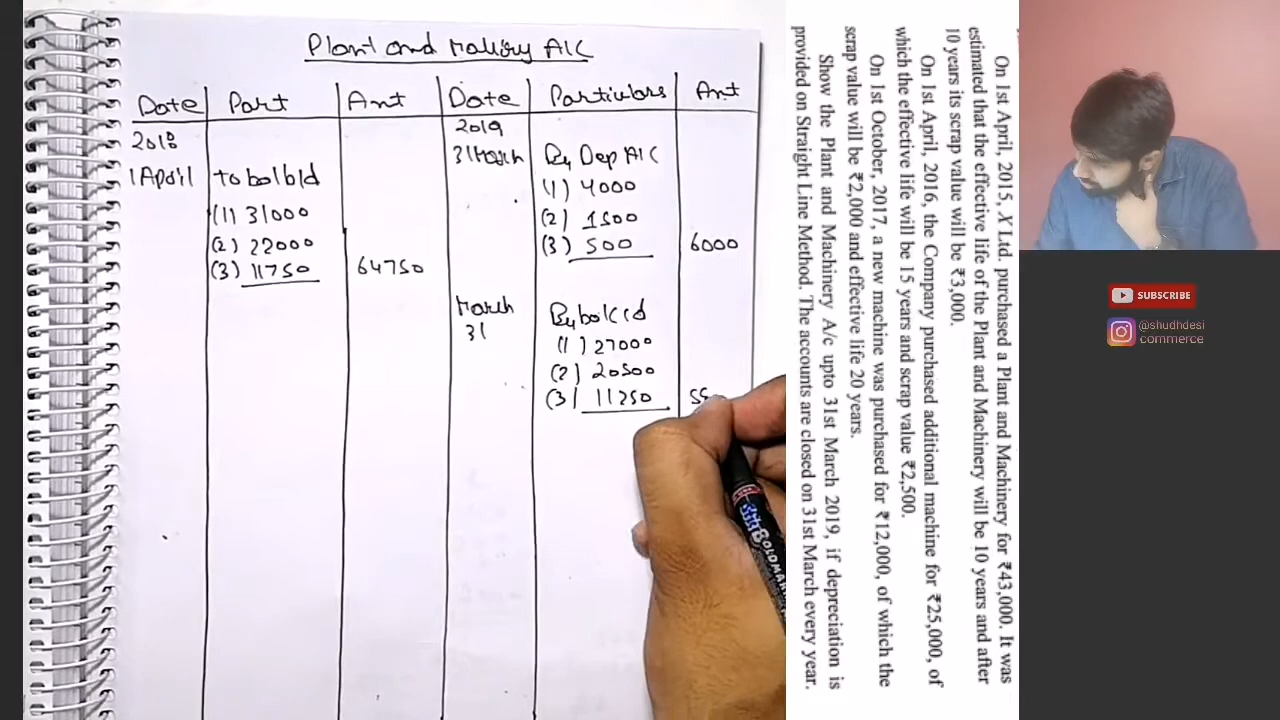 Plant and Mahinery A/C
Date Part Amt Date Particulars Amt
2018 2019
1 April To bal b/d 31 March By Dep A/C
(1) 31000 (1) 4000
(2) 22000 (2) 1500
(3) 11750 64750 (3) 500 6000
March 31 By bal c/d
(1) 27000
(2) 20500
(3) 11250
On 1st April, 2015, X Ltd. purchased a Plant and Machinery for ₹43,000. It was
estimated that the effective life of the Plant and Machinery will be 10 years and after
10 years its scrap value will be ₹3,000.
On 1st April, 2016, the Company purchased additional machine for ₹25,000, of
which the effective life will be 15 years and scrap value ₹2,500.
On 1st October, 2017, a new machine was purchased for ₹12,000, of which the
scrap value will be ₹2,000 and effective life 20 years.
Show the Plant and Machinery A/c upto 31st March 2019, if depreciation is
provided on Straight Line Method. The accounts are closed on 31st March every year.
SUBSCRIBE
@shudhdesi
commerce